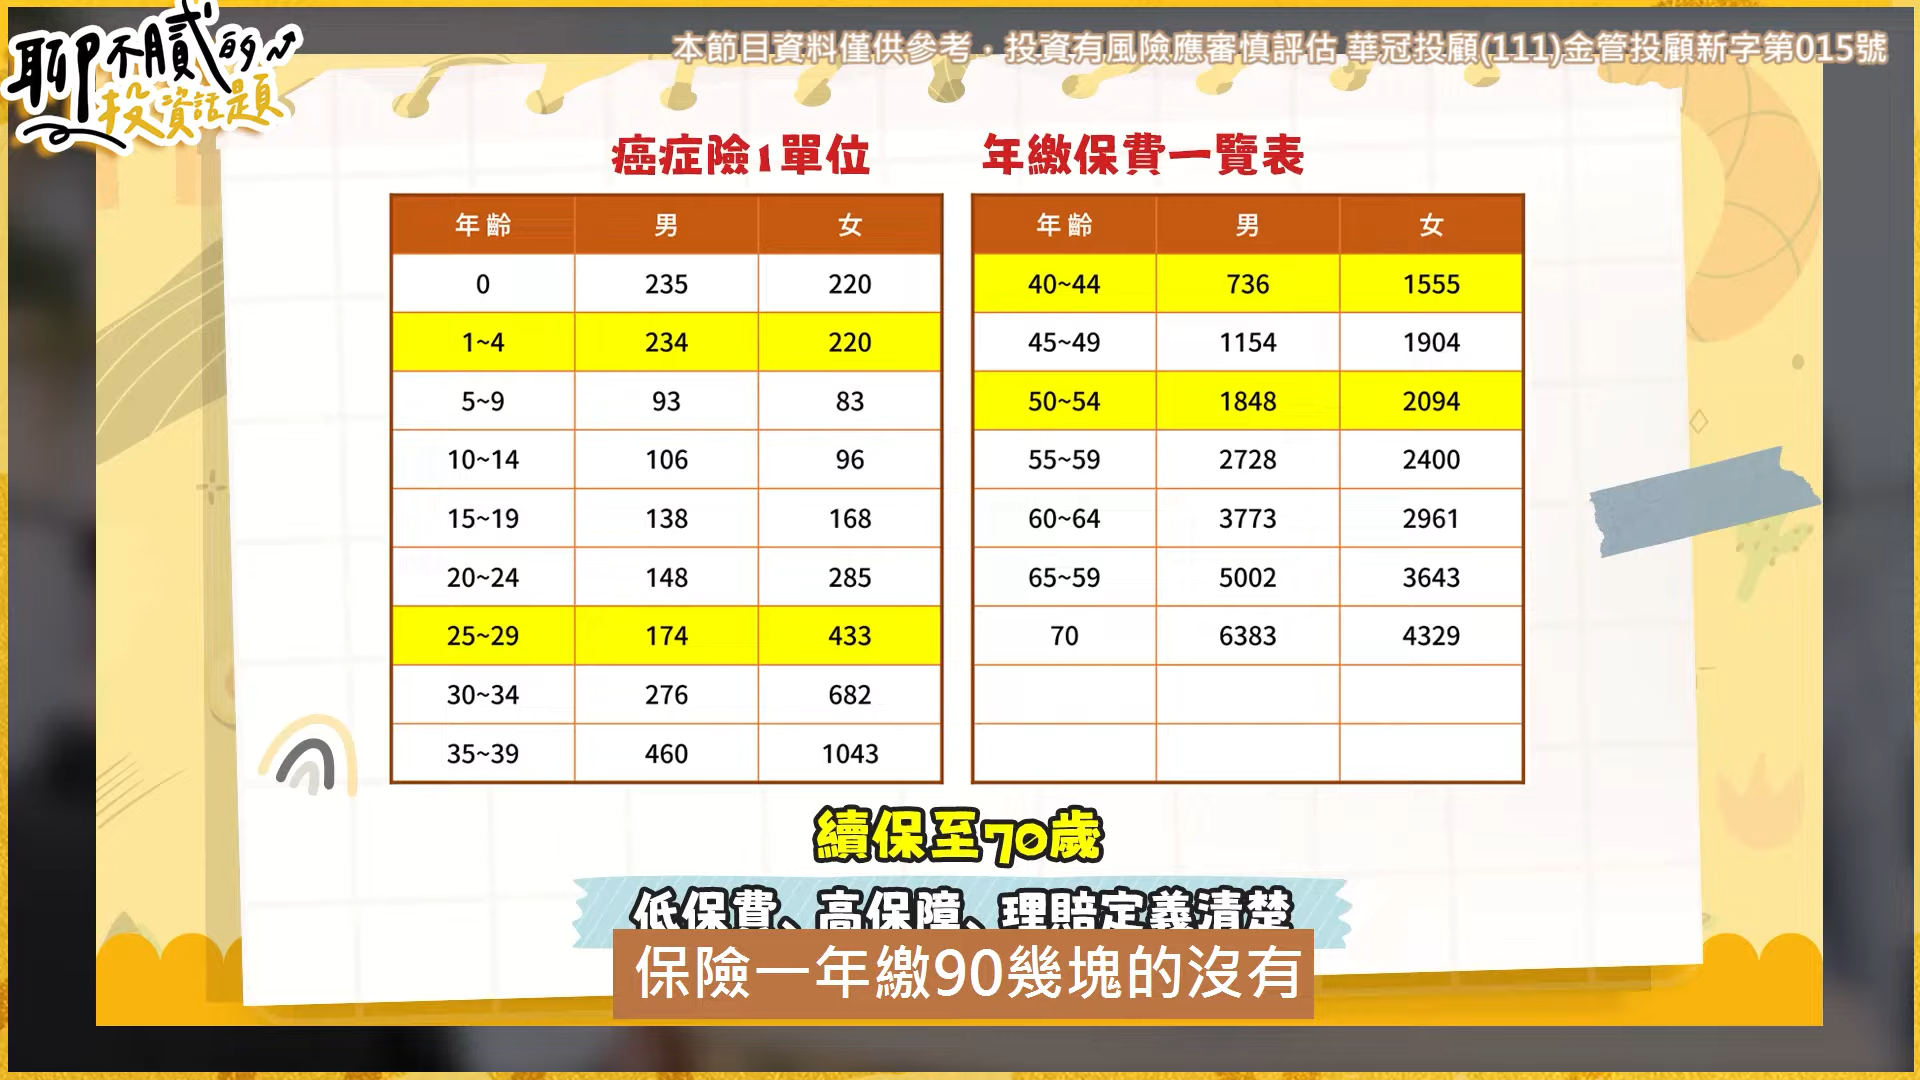 聊不膩的
投資話題
本節目資料僅供參考・投資有風險應審慎評估 華冠投顧(111)金管投顧新字第015號
癌症險1單位 年繳保費一覽表
年齡 男 女
0 235 220
1~4 234 220
5~9 93 83
10~14 106 96
15~19 138 168
20~24 148 285
25~29 174 433
30~34 276 682
35~39 460 1043
年齡 男 女
40~44 736 1555
45~49 1154 1904
50~54 1848 2094
55~59 2728 2400
60~64 3773 2961
65~59 5002 3643
70 6383 4329
續保至70歲
低保費、高保障、理賠定義清楚
保險一年繳90幾塊的沒有